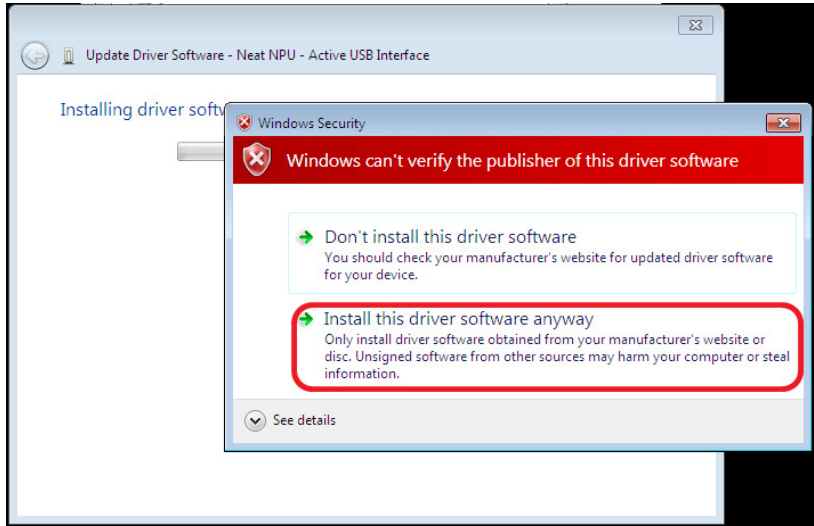 Update Driver Software - Neat NPU - Active USB Interface
Installing driver softw
Windows Security
Windows can't verify the publisher of this driver software
Don't install this driver software
You should check your manufacturer's website for updated driver software
for your device.
Install this driver software anyway
Only install driver software obtained from your manufacturer's website or
disc. Unsigned software from other sources may harm your computer or steal
information.
See details